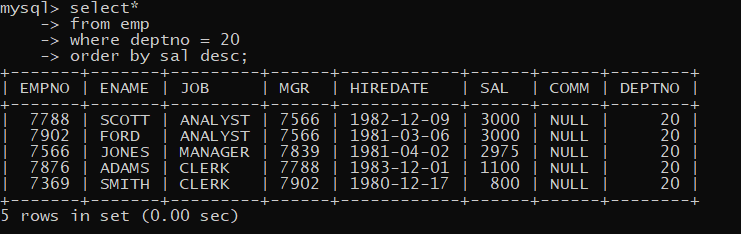 mysql> select*
    -> from emp
    -> where deptno = 20
    -> order by sal desc;
+-------+-------+---------+------+------------+------+------+--------+
| EMPNO | ENAME | JOB     | MGR  | HIREDATE   | SAL  | COMM | DEPTNO |
+-------+-------+---------+------+------------+------+------+--------+
|  7788 | SCOTT | ANALYST | 7566 | 1982-12-09 | 3000 | NULL |     20 |
|  7902 | FORD  | ANALYST | 7566 | 1981-03-06 | 3000 | NULL |     20 |
|  7566 | JONES | MANAGER | 7839 | 1981-04-02 | 2975 | NULL |     20 |
|  7876 | ADAMS | CLERK   | 7788 | 1983-12-01 | 1100 | NULL |     20 |
|  7369 | SMITH | CLERK   | 7902 | 1980-12-17 |  800 | NULL |     20 |
+-------+-------+---------+------+------------+------+------+--------+
5 rows in set (0.00 sec)